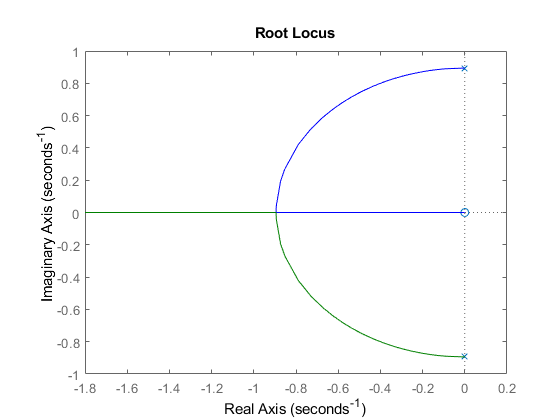 Root Locus
1
0.8
0.6
0.4
0.2
0
-0.2
-0.4
-0.6
-0.8
-1
-1.8 -1.6 -1.4 -1.2 -1 -0.8 -0.6 -0.4 -0.2 0 0.2
Real Axis (seconds⁻¹)
Imaginary Axis (seconds⁻¹)